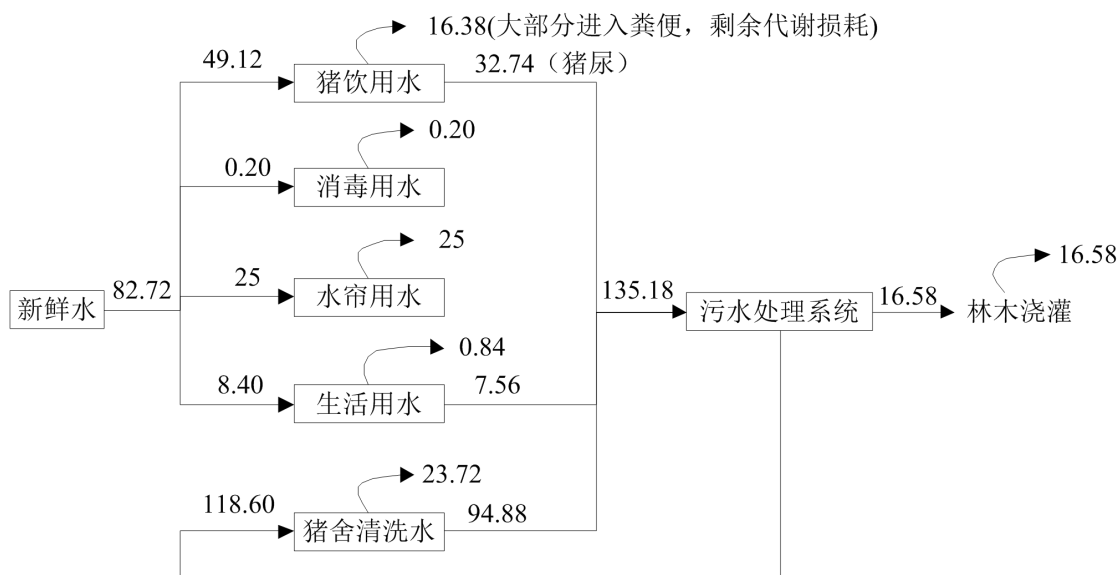 16.38(大部分进入粪便，剩余代谢损耗)
49.12
猪饮用水
32.74（猪尿）
0.20
0.20
消毒用水
25
25
水帘用水
新鲜水
82.72
135.18
污水处理系统
16.58
林木浇灌
16.58
0.84
8.40
生活用水
7.56
23.72
118.60
猪舍清洗水
94.88